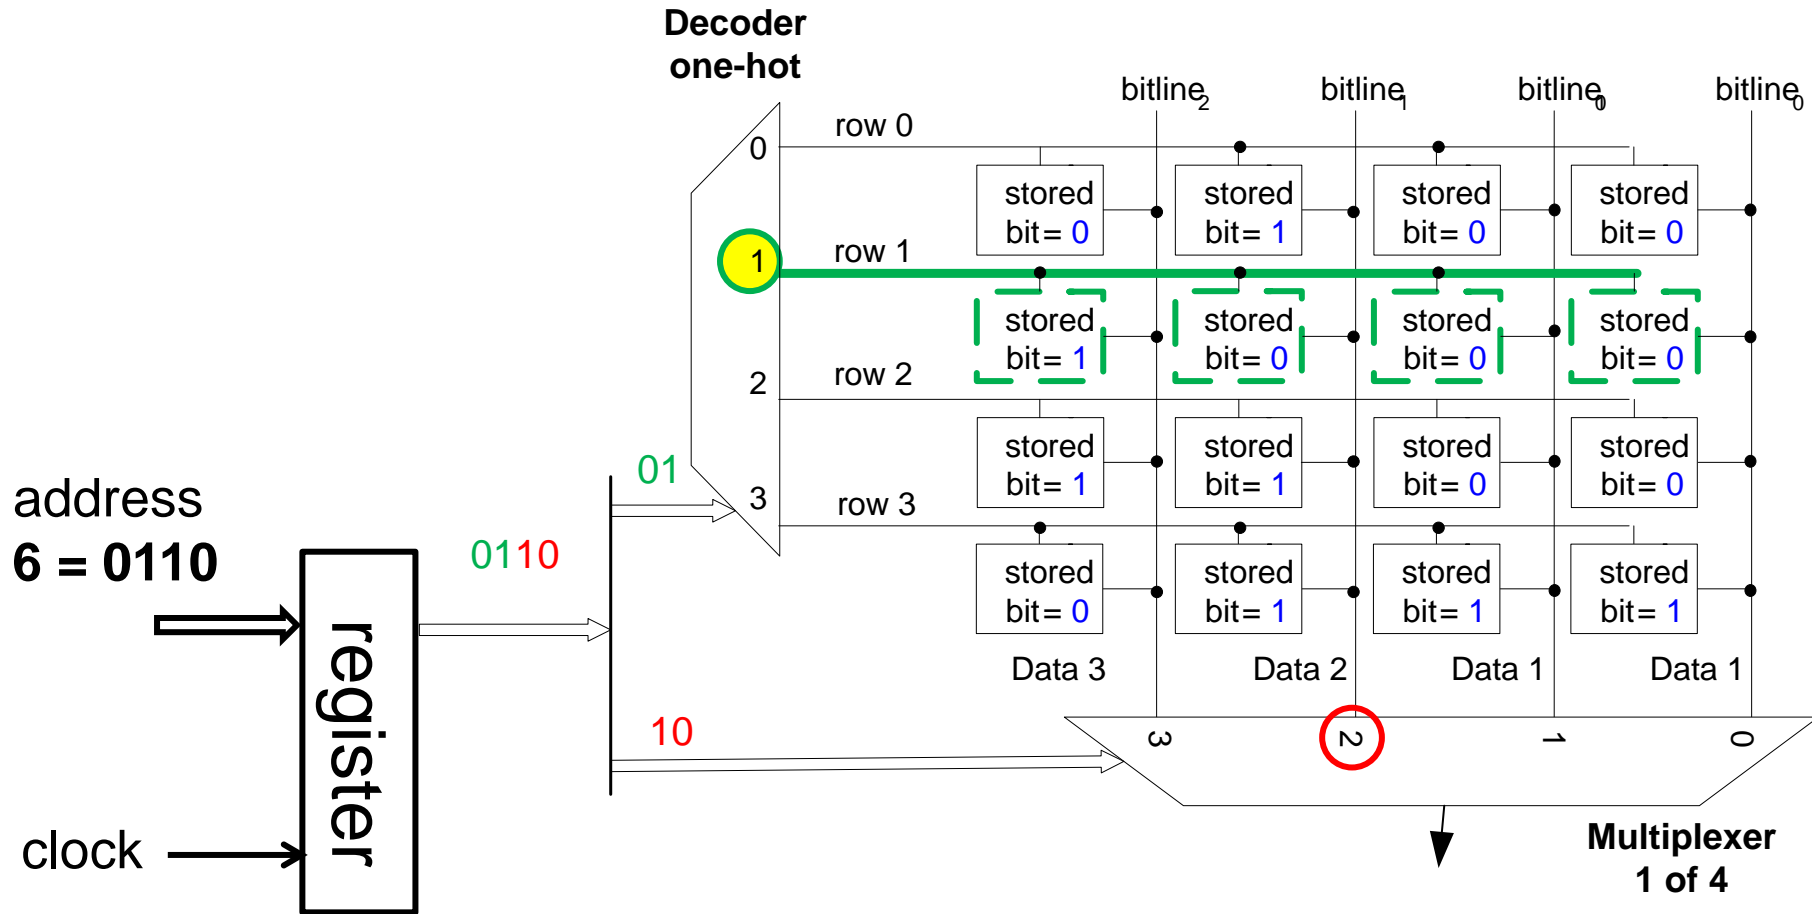 Decoder
one-hot
bitline2 bitline1 bitline0 bitline0
row 0
0
stored stored stored stored
bit= 0 bit= 1 bit= 0 bit= 0
row 1
1
stored stored stored stored
bit= 1 bit= 0 bit= 0 bit= 0
row 2
2
01
stored stored stored stored
bit= 1 bit= 1 bit= 0 bit= 0
3
row 3
address
6 = 0110
0110
stored stored stored stored
bit= 0 bit= 1 bit= 1 bit= 1
Data 3 Data 2 Data 1 Data 1
register
10
3 2 1 0
clock
Multiplexer
1 of 4